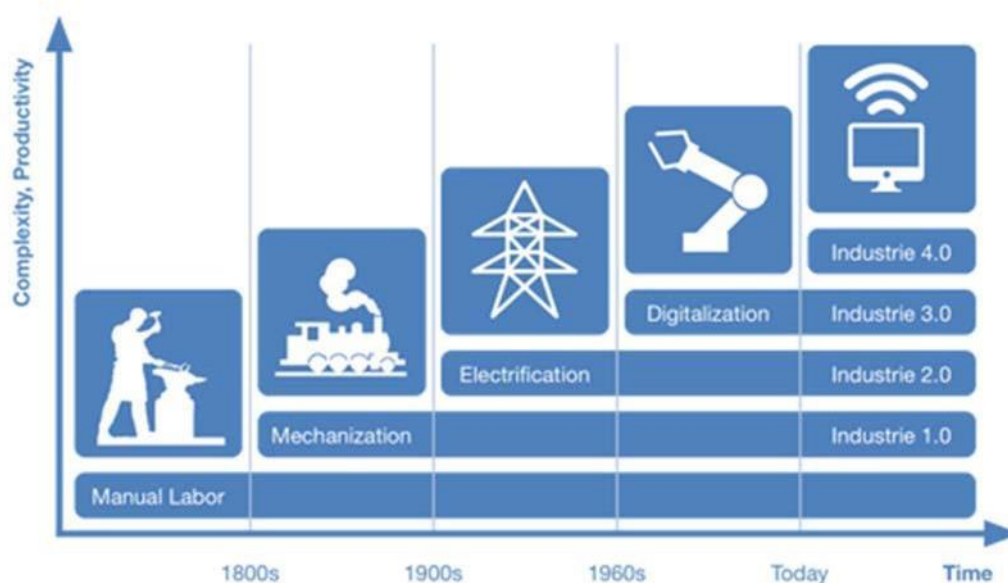 Complexity, Productivity
Industrie 4.0
Digitalization Industrie 3.0
Electrification Industrie 2.0
Mechanization Industrie 1.0
Manual Labor
1800s 1900s 1960s Today Time